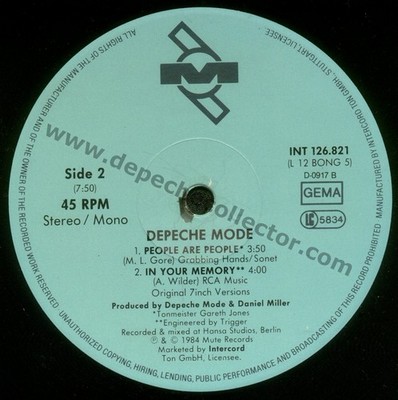 ALL RIGHTS OF THE MANUFACTURER AND OF THE OWNER OF THE RECORDED WORK RESERVED. UNAUTHORIZED COPYING, HIRING, LENDING, PUBLIC PERFORMANCE AND BROADCASTING OF THIS RECORD PROHIBITED
MANUFACTURED BY INTERCORD TON GMBH, STUTTGART, LICENSEE.
M
www.depechecollector.com
Side 2
(7:50)
45 RPM
Stereo / Mono
INT 126.821
(L 12 BONG 5)
D-0917 B
GEMA
LC 5834
DEPECHE MODE
1. PEOPLE ARE PEOPLE* 3:50
(M. L. Gore) Grabbing Hands/Sonet
2. IN YOUR MEMORY** 4:00
(A. Wilder) RCA Music
Original 7inch Versions
Produced by Depeche Mode & Daniel Miller
*Tonmeister Gareth Jones
**Engineered by Trigger
Recorded & mixed at Hansa Studios, Berlin
℗ & © 1984 Mute Records
Marketed by Intercord
Ton GmbH, Licensee.